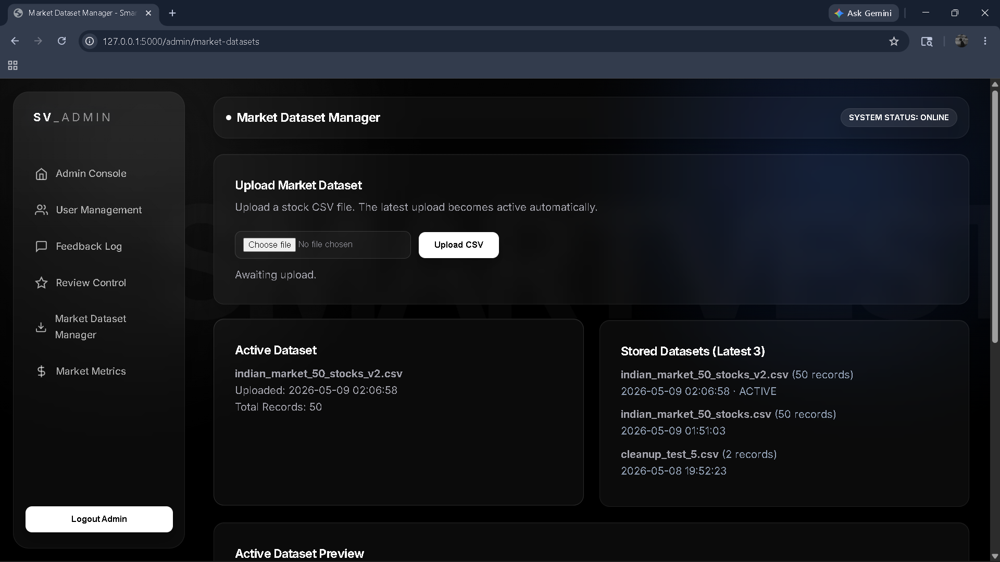 Market Dataset Manager - Smar
Ask Gemini
127.0.0.1:5000/admin/market-datasets
SV_ADMIN
Admin Console
User Management
Feedback Log
Review Control
Market Dataset
Manager
Market Metrics
Logout Admin
Market Dataset Manager
SYSTEM STATUS: ONLINE
Upload Market Dataset
Upload a stock CSV file. The latest upload becomes active automatically.
Choose file No file chosen
Upload CSV
Awaiting upload.
Active Dataset
indian_market_50_stocks_v2.csv
Uploaded: 2026-05-09 02:06:58
Total Records: 50
Stored Datasets (Latest 3)
indian_market_50_stocks_v2.csv (50 records)
2026-05-09 02:06:58 · ACTIVE
indian_market_50_stocks.csv (50 records)
2026-05-09 01:51:03
cleanup_test_5.csv (2 records)
2026-05-08 19:52:23
Active Dataset Preview